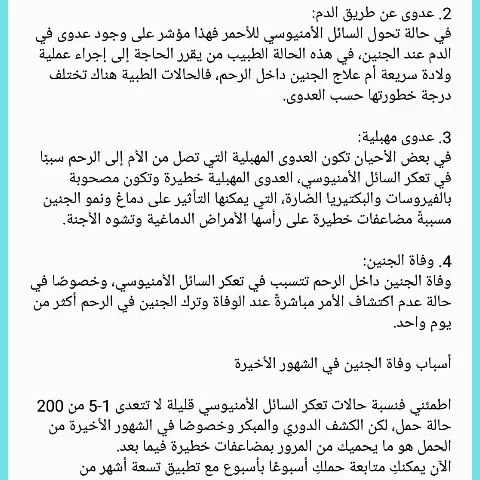 2. عدوى عن طريق الدم:
في حالة تحول السائل الأمنيوسي للأحمر فهذا مؤشر على وجود عدوى في
الدم عند الجنين، في هذه الحالة الطبيب من يقرر الحاجة إلى إجراء عملية
ولادة سريعة أم علاج الجنين داخل الرحم، فالحالات الطبية هناك تختلف
درجة خطورتها حسب العدوى.
3. عدوى مهبلية:
في بعض الأحيان تكون العدوى المهبلية التي تصل من الأم إلى الرحم سببًا
في تعكر السائل الأمنيوسي، العدوى المهبلية خطيرة وتكون مصحوبة
بالفيروسات والبكتيريا الضارة، التي يمكنها التأثير على دماغ ونمو الجنين
مسببةً مضاعفات خطيرة على رأسها الأمراض الدماغية وتشوه الأجنة.
4. وفاة الجنين:
وفاة الجنين داخل الرحم تتسبب في تعكر السائل الأمنيوسي، وخصوصًا في
حالة عدم اكتشاف الأمر مباشرةً عند الوفاة وترك الجنين في الرحم أكثر من
يوم واحد.
أسباب وفاة الجنين في الشهور الأخيرة
اطمئني فنسبة حالات تعكر السائل الأمنيوسي قليلة لا تتعدى 1-5 من 200
حالة حمل، لكن الكشف الدوري والمبكر وخصوصا في الشهور الأخيرة من
الحمل هو ما يحميك من المرور بمضاعفات خطيرة فيما بعد.
الآن يمكنكِ متابعة حملكِ أسبوعًا بأسبوع مع تطبيق تسعة أشهر من